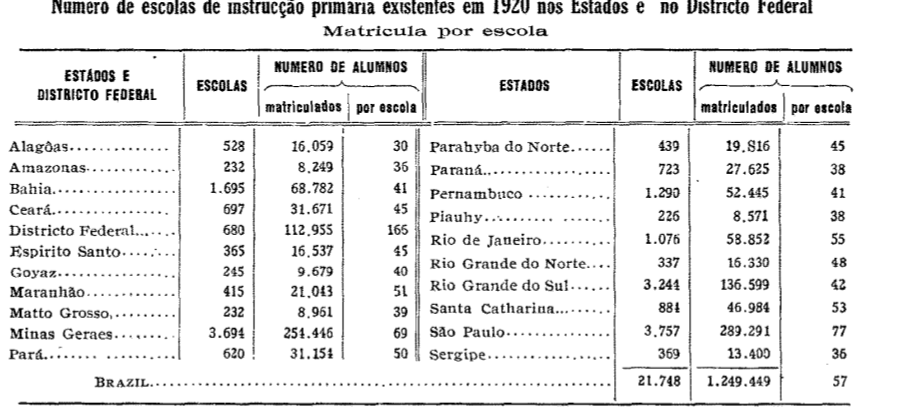 Numero de escolas de instrucção primaria existentes em 1920 nos Estados e no Districto Federal
Matricula por escola
ESTADOS E DISTRICTO FEDERAL | ESCOLAS | NUMERO DE ALUMNOS matriculados | por escola | ESTADOS | ESCOLAS | NUMERO DE ALUMNOS matriculados | por escola
Alagôas 528 16,059 30 Parahyba do Norte 439 19.816 45
Amazonas 232 8,249 36 Paraná 723 27.625 38
Bahia 1.695 68.782 41 Pernambuco 1.290 52.445 41
Ceará 697 31.671 45 Piauhy 226 8,571 38
Districto Federal 680 112,955 166 Rio de Janeiro 1.076 58.852 55
Espirito Santo 365 16,537 45 Rio Grande do Norte 337 16.330 48
Goyaz 245 9.679 40 Rio Grande do Sul 3.244 136.599 42
Maranhão 415 21,043 51 Santa Catharina 884 46.984 53
Matto Grosso 232 8,961 39 São Paulo 3.757 289.291 77
Minas Geraes 3.694 254.446 69 Sergipe 369 13.400 36
Pará 620 31.154 50
BRAZIL 21.748 1.249.449 57